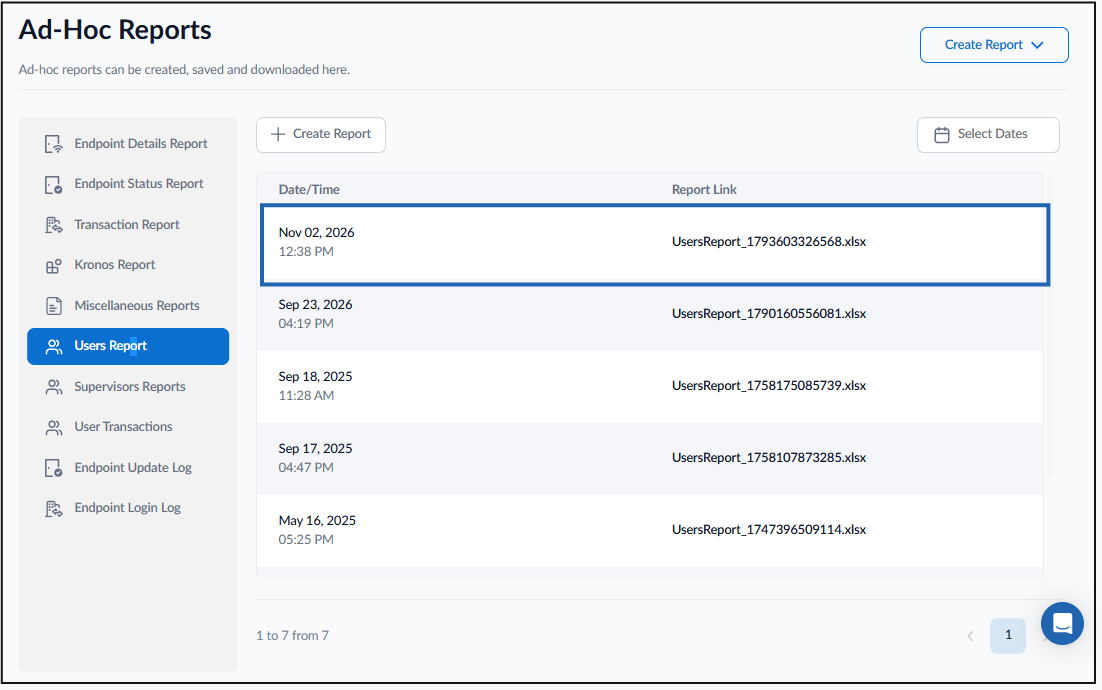 Ad-Hoc Reports
Create Report
Ad-hoc reports can be created, saved and downloaded here.
Endpoint Details Report
Endpoint Status Report
Transaction Report
Kronos Report
Miscellaneous Reports
Users Report
Supervisors Reports
User Transactions
Endpoint Update Log
Endpoint Login Log
Create Report
Select Dates
Date/Time Report Link
Nov 02, 2026
12:38 PM
UsersReport_1793603326568.xlsx
Sep 23, 2026
04:19 PM
UsersReport_1790160556081.xlsx
Sep 18, 2025
11:28 AM
UsersReport_1758175085739.xlsx
Sep 17, 2025
04:47 PM
UsersReport_1758107873285.xlsx
May 16, 2025
05:25 PM
UsersReport_1747396509114.xlsx
1 to 7 from 7
1